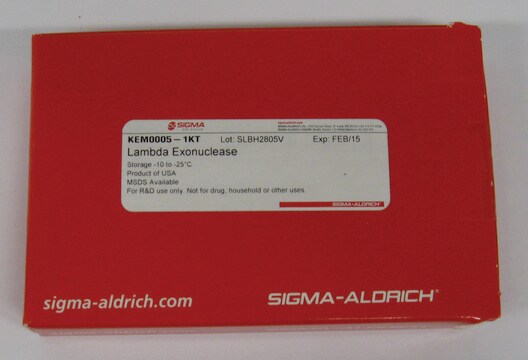 SIGMA
KEM0005-1KT Lot: SLBH2805V Exp: FEB/15
Lambda Exonuclease
Storage -10 to -25°C
Product of USA
MSDS Available
For R&D use only. Not for drug, household or other uses.
SIGMA-ALDRICH
sigma-aldrich.com SIGMA-ALDRICH®